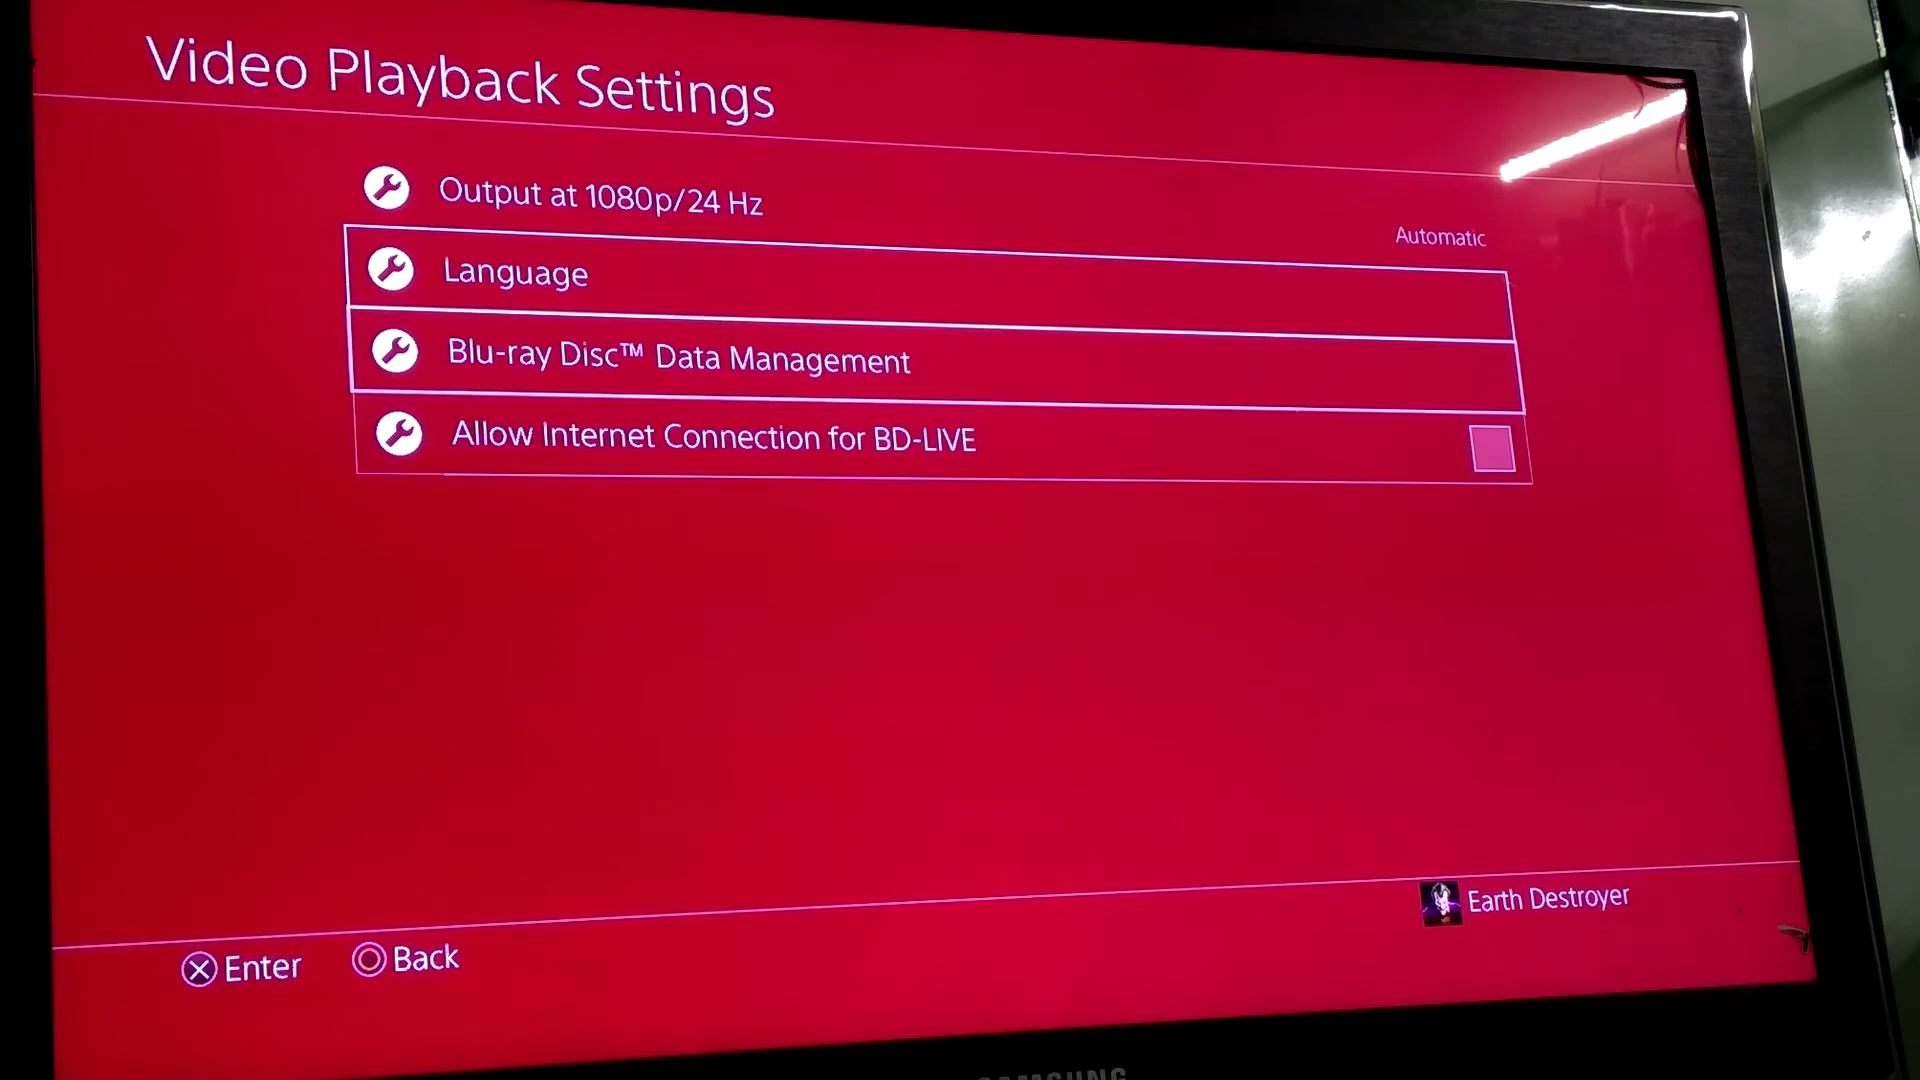 Video Playback Settings
Output at 1080p/24 Hz
Automatic
Language
Blu-ray Disc™ Data Management
Allow Internet Connection for BD-LIVE
Earth Destroyer
Enter
Back
SAMSUNG